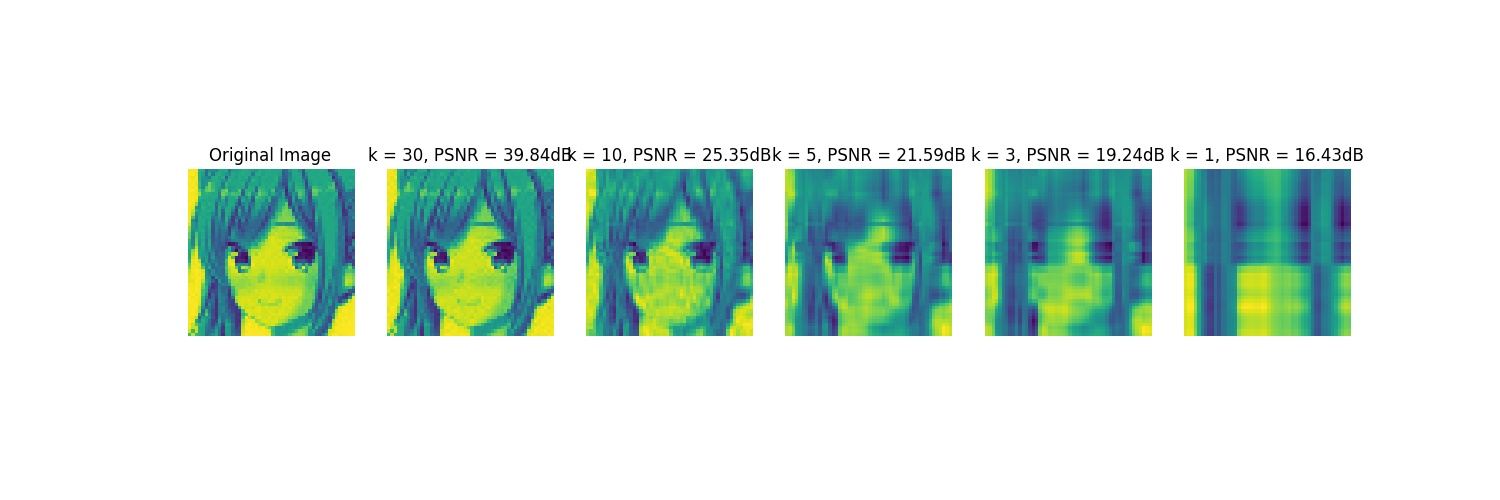 Original Image
k = 30, PSNR = 39.84dB
k = 10, PSNR = 25.35dB
k = 5, PSNR = 21.59dB
k = 3, PSNR = 19.24dB
k = 1, PSNR = 16.43dB